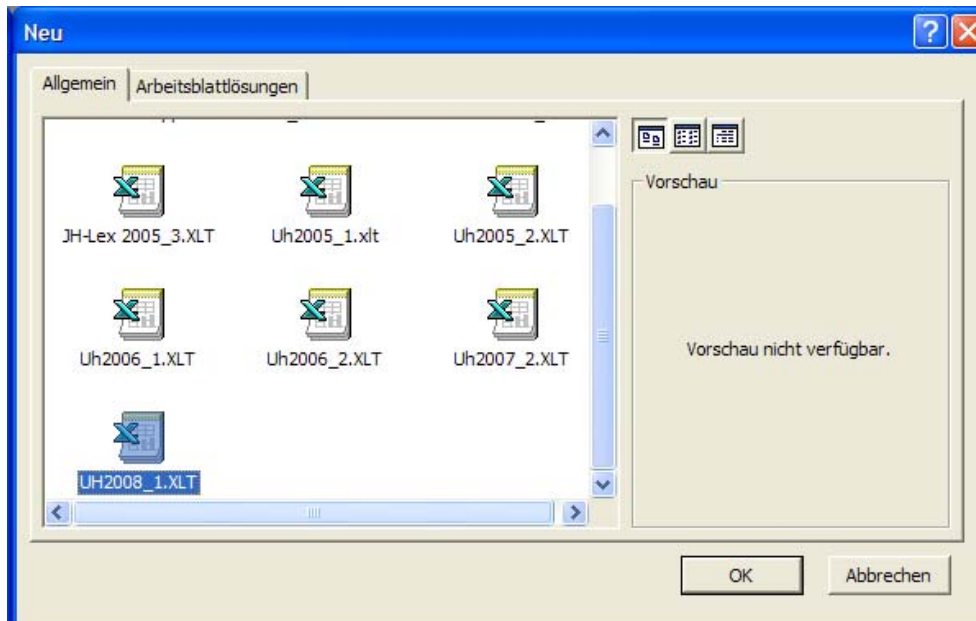 Neu
Allgemein
Arbeitsblattlösungen
JH-Lex 2005_3.XLT
Uh2005_1.xlt
Uh2005_2.XLT
Vorschau
Uh2006_1.XLT
Uh2006_2.XLT
Uh2007_2.XLT
Vorschau nicht verfügbar.
UH2008_1.XLT
OK
Abbrechen